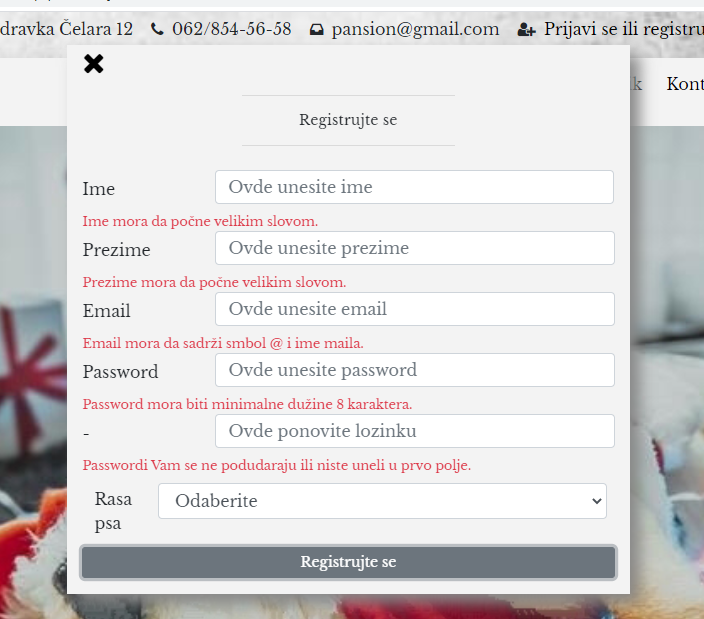 dravka Čelara 12 062/854-56-58 pansion@gmail.com Prijavi se ili registru
k Kont
Registrujte se
Ime Ovde unesite ime
Ime mora da počne velikim slovom.
Prezime Ovde unesite prezime
Prezime mora da počne velikim slovom.
Email Ovde unesite email
Email mora da sadrži smbol @ i ime maila.
Password Ovde unesite password
Password mora biti minimalne dužine 8 karaktera.
- Ovde ponovite lozinku
Passwordi Vam se ne podudaraju ili niste uneli u prvo polje.
Rasa psa Odaberite
Registrujte se